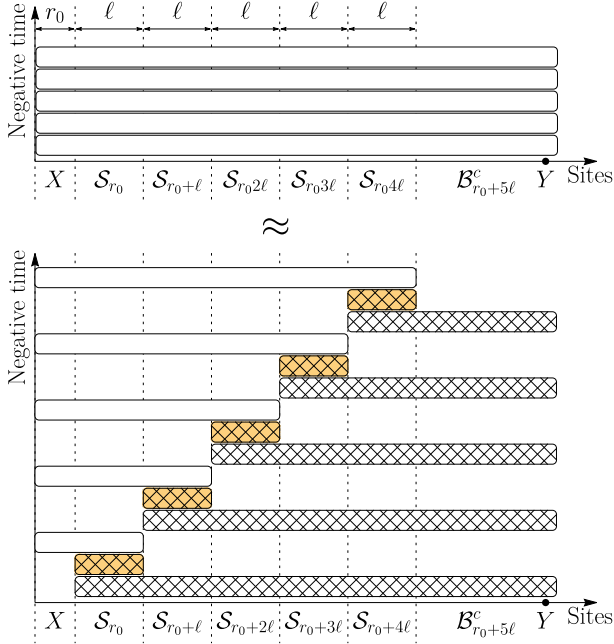 r₀ ℓ ℓ ℓ ℓ ℓ
Negative time
X 𝒮_{r₀} 𝒮_{r₀+ℓ} 𝒮_{r₀2ℓ} 𝒮_{r₀3ℓ} 𝒮_{r₀4ℓ} ℬ^c_{r₀+5ℓ} Y Sites
≈
Negative time
X 𝒮_{r₀} 𝒮_{r₀+ℓ} 𝒮_{r₀+2ℓ} 𝒮_{r₀+3ℓ} 𝒮_{r₀+4ℓ} ℬ^c_{r₀+5ℓ} Y Sites